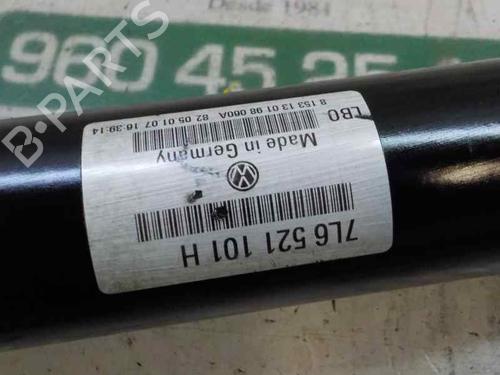 Desde 1984
960 45 25
B-PARTS
LBO
8 153 13 01 98 080A 82 05 01 07 16:39:14
Made in Germany
7L6 521 101 H